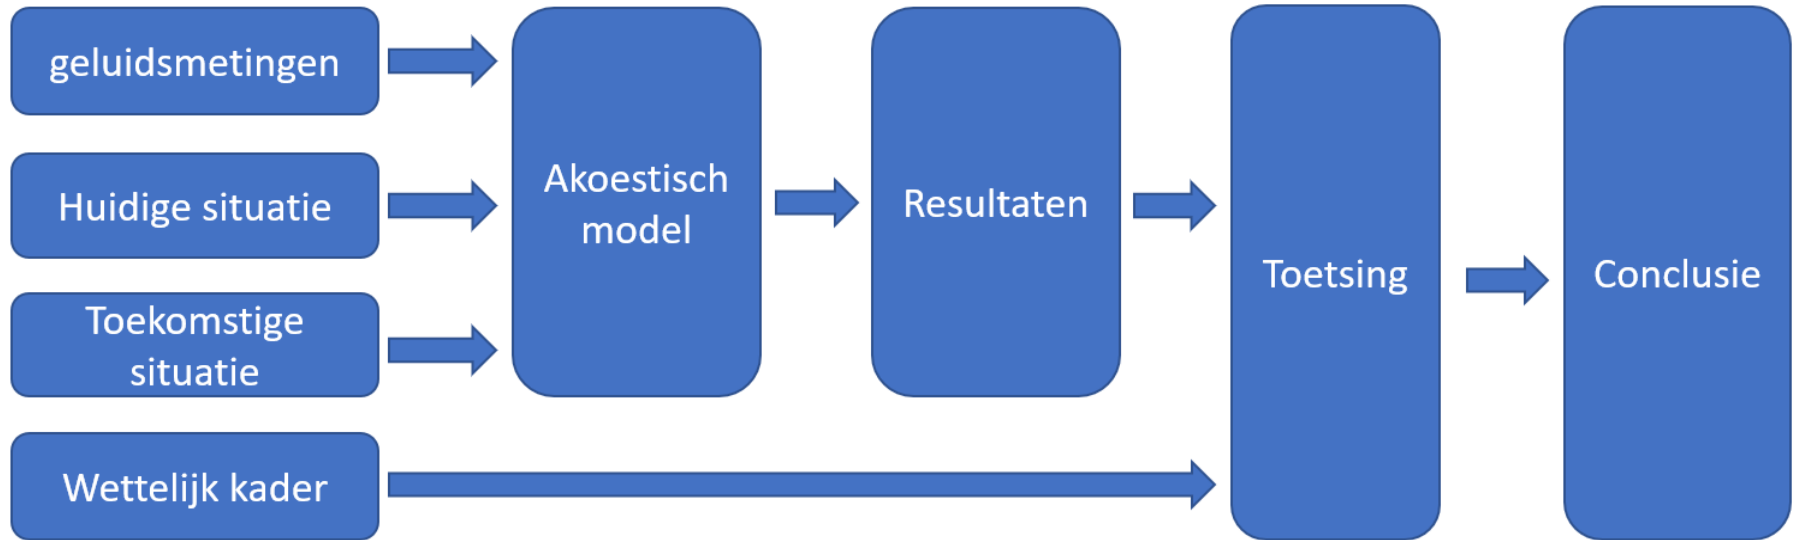 geluidsmetingen
Huidige situatie
Toekomstige
situatie
Wettelijk kader
Akoestisch
model
Resultaten
Toetsing
Conclusie